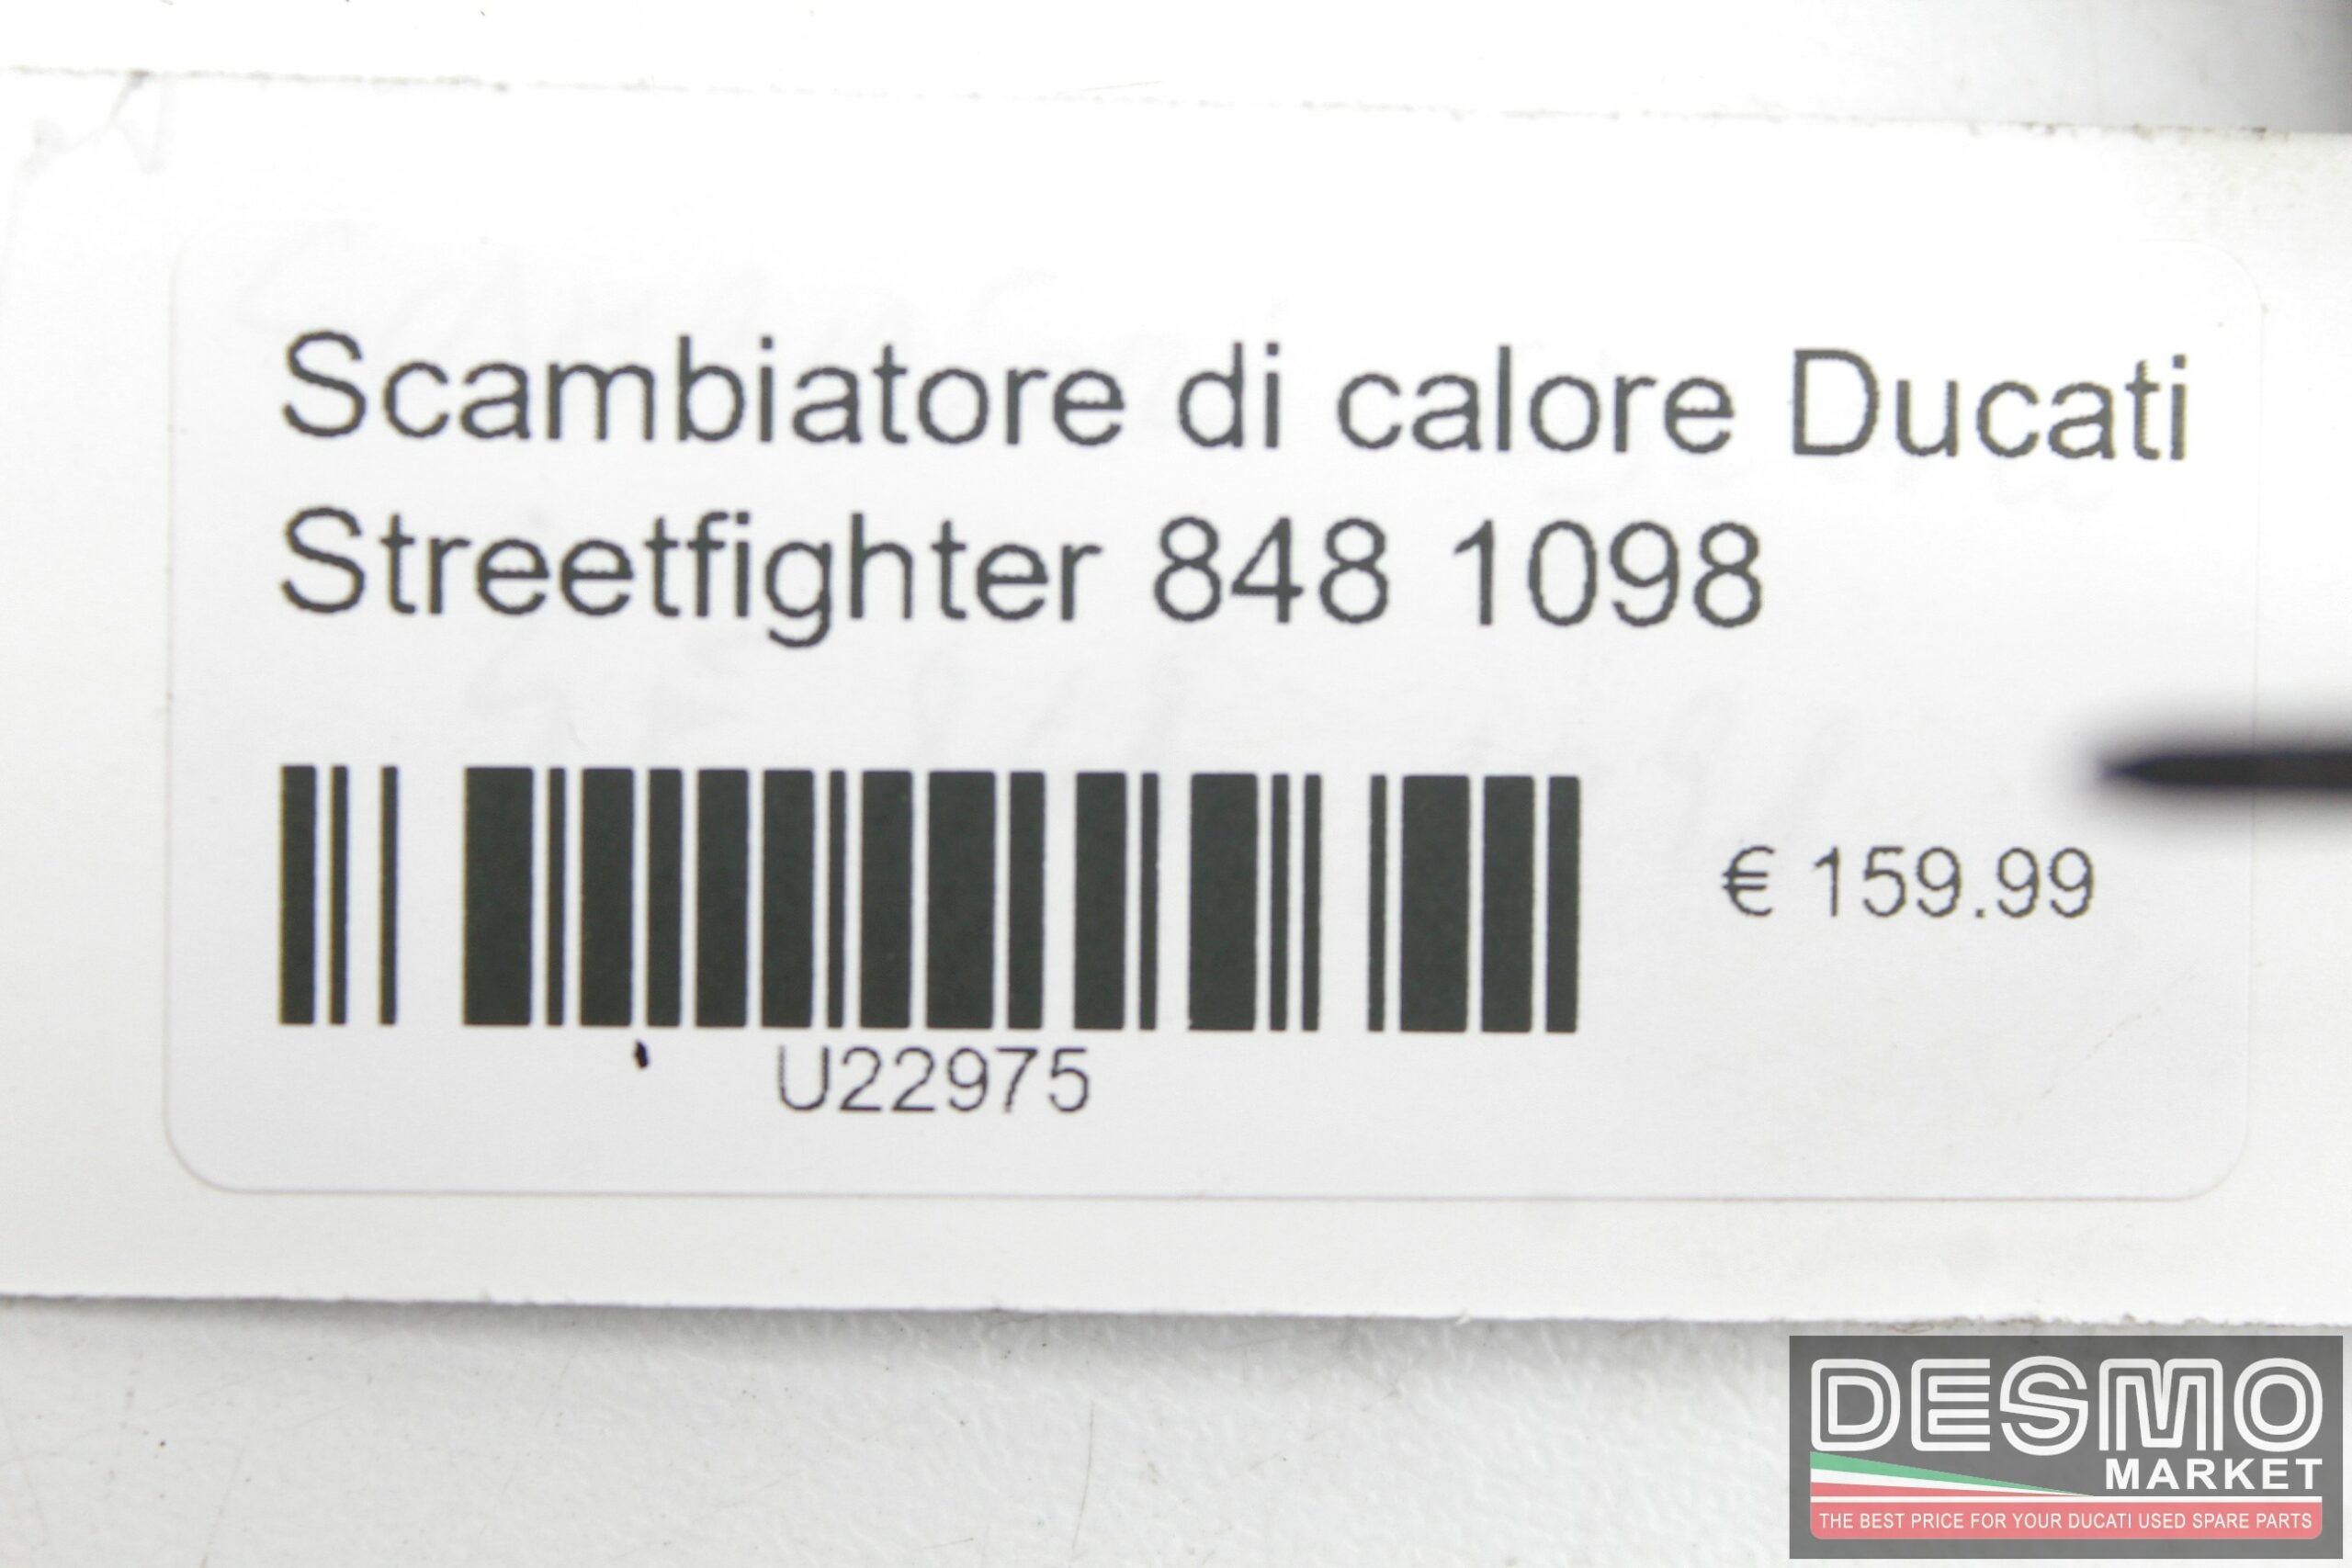 Scambiatore di calore Ducati
Streetfighter 848 1098
€ 159.99
U22975
DESMO
MARKET
THE BEST PRICE FOR YOUR DUCATI USED SPARE PARTS